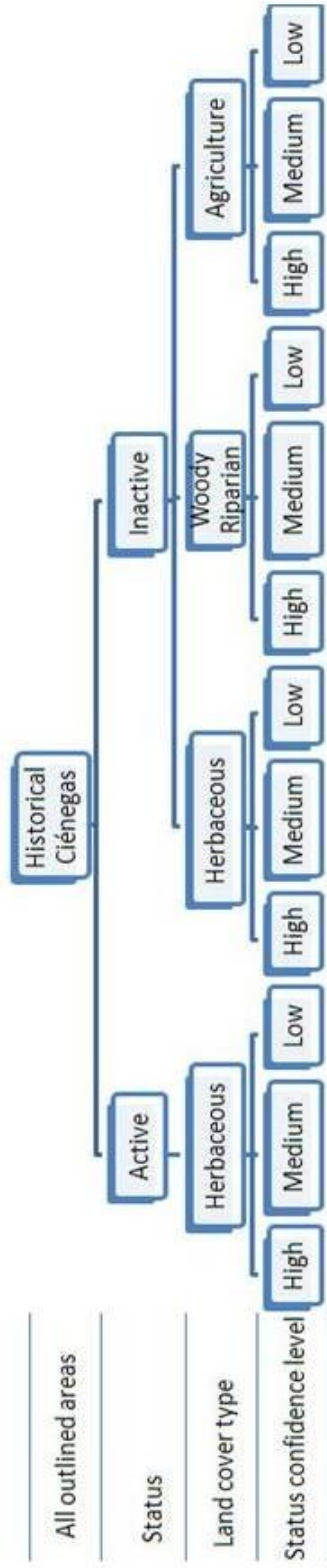 All outlined areas
Historical
Ciénegas
Status
Active
Inactive
Land cover type
Herbaceous
Herbaceous
Woody
Riparian
Agriculture
Status confidence level
High
Medium
Low
High
Medium
Low
High
Medium
Low
High
Medium
Low